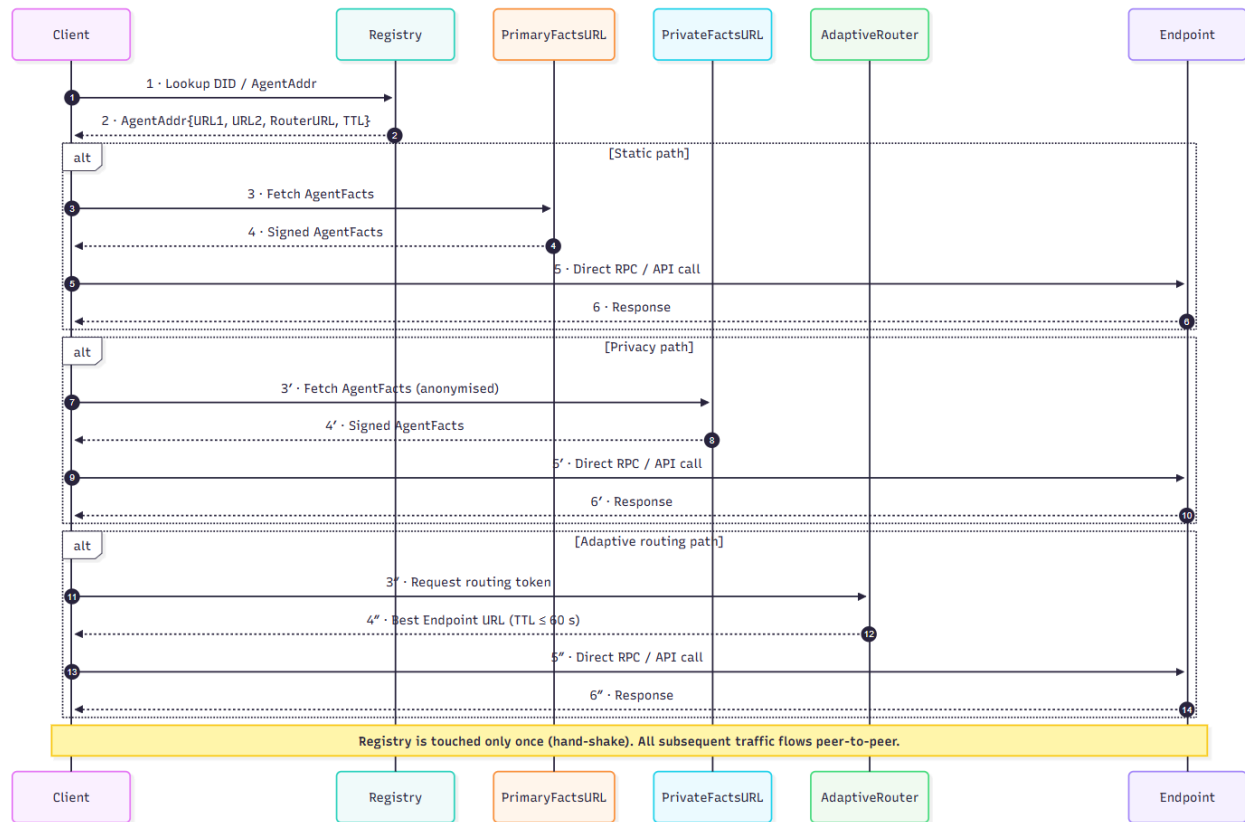 Client
Registry
PrimaryFactsURL
PrivateFactsURL
AdaptiveRouter
Endpoint
1 · Lookup DID / AgentAddr
1
2 · AgentAddr{URL1, URL2, RouterURL, TTL}
2
alt
[Static path]
3 · Fetch AgentFacts
3
4 · Signed AgentFacts
4
5 · Direct RPC / API call
5
6 · Response
6
alt
[Privacy path]
3′ · Fetch AgentFacts (anonymised)
7
4′ · Signed AgentFacts
8
5′ · Direct RPC / API call
9
6′ · Response
10
alt
[Adaptive routing path]
3″ · Request routing token
11
4″ · Best Endpoint URL (TTL ≤ 60 s)
12
5″ · Direct RPC / API call
13
6″ · Response
14
Registry is touched only once (hand-shake). All subsequent traffic flows peer-to-peer.
Client
Registry
PrimaryFactsURL
PrivateFactsURL
AdaptiveRouter
Endpoint